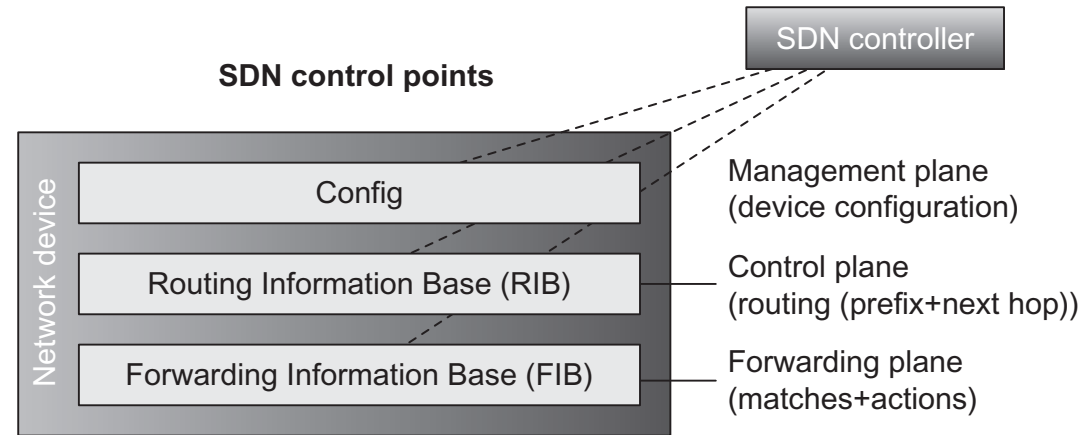 SDN controller
SDN control points
Network device
Config
Management plane
(device configuration)
Routing Information Base (RIB)
Control plane
(routing (prefix+next hop))
Forwarding Information Base (FIB)
Forwarding plane
(matches+actions)